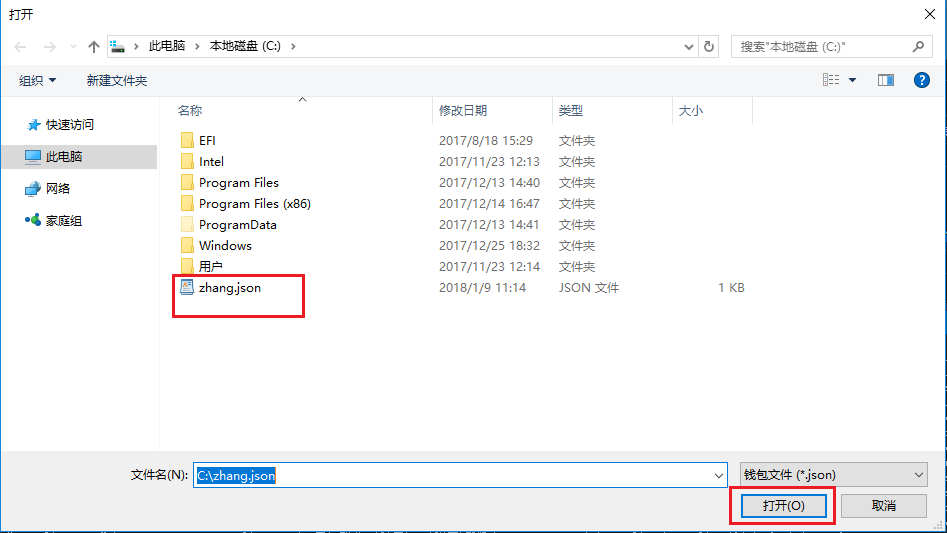 打开
此电脑 › 本地磁盘 (C:) ›
搜索"本地磁盘 (C:)"
组织 新建文件夹
名称 修改日期 类型 大小
快速访问
此电脑
网络
家庭组
EFI 2017/8/18 15:29 文件夹
Intel 2017/11/23 12:13 文件夹
Program Files 2017/12/13 14:40 文件夹
Program Files (x86) 2017/12/14 16:47 文件夹
ProgramData 2017/12/13 14:41 文件夹
Windows 2017/12/25 18:32 文件夹
用户 2017/11/23 12:14 文件夹
zhang.json 2018/1/9 11:14 JSON 文件 1 KB
文件名(N): C:\zhang.json 钱包文件 (*.json)
打开(O) 取消